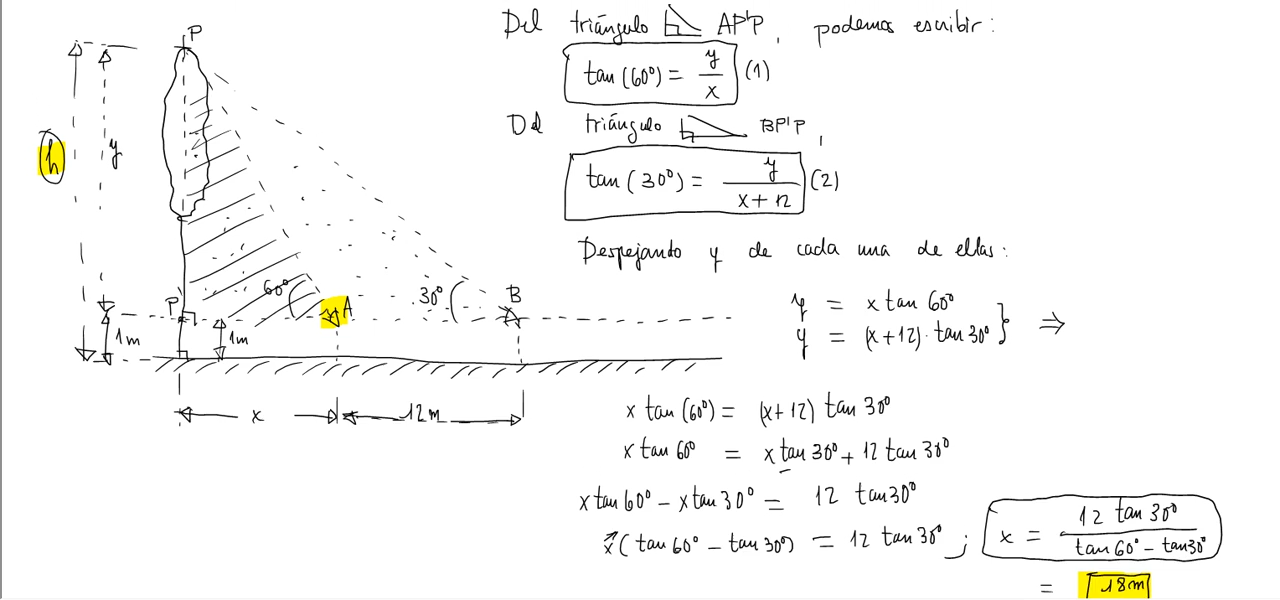 Del triángulo AP'P, podemos escribir:
tan (60°) = y/x (1)
Del triángulo BP'P,
tan (30°) = y/(x+12) (2)
Despejando y de cada una de ellas:
y = x tan 60°
y = (x+12) · tan 30° } ⇒
x tan (60°) = (x+12) tan 30°
x tan 60° = x tan 30° + 12 tan 30°
x tan 60° - x tan 30° = 12 tan 30°
x (tan 60° - tan 30°) = 12 tan 30° ; x = 12 tan 30°/(tan 60° - tan 30°)
= 18m
P
h
y
60°
A
30°
B
P'
1m
1m
x
12m